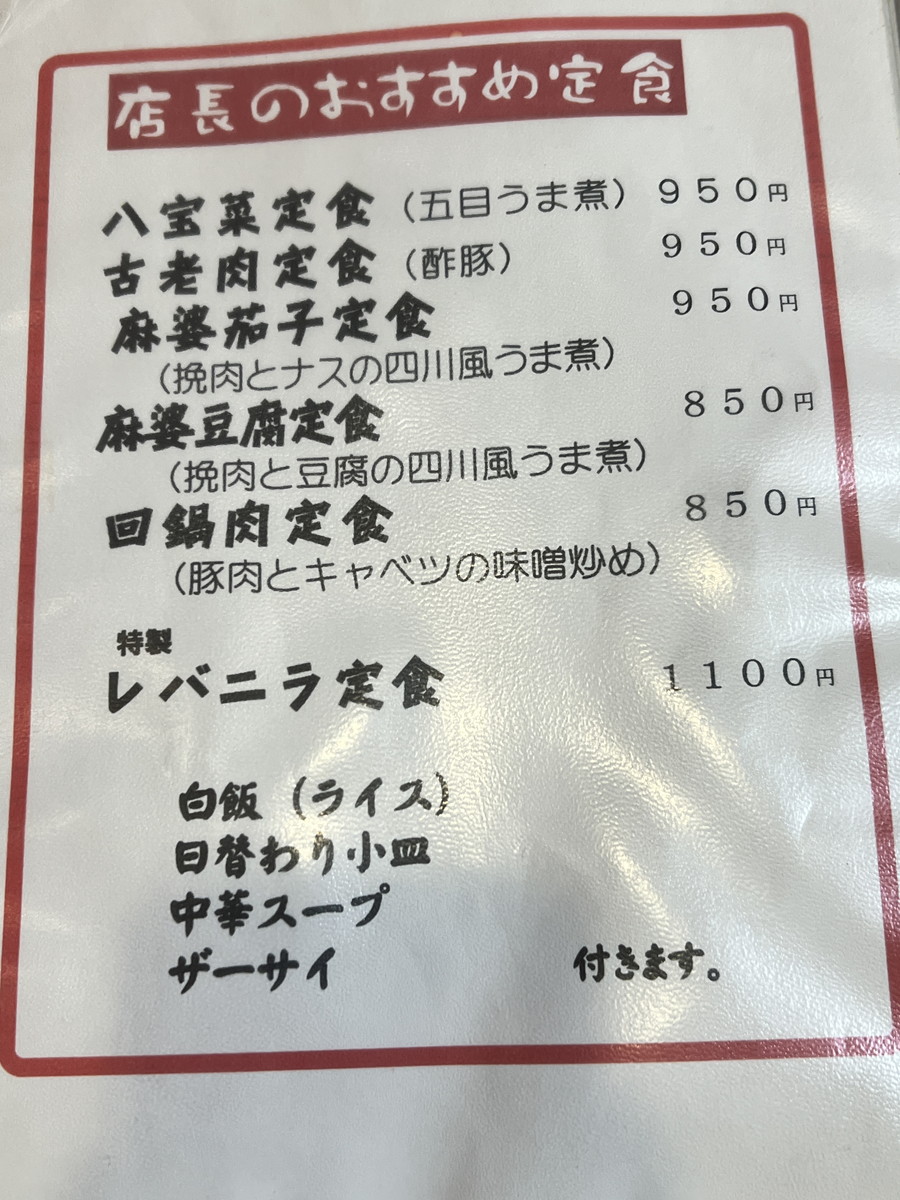 店長のおすすめ定食
八宝菜定食（五目うま煮） 950円
古老肉定食（酢豚） 950円
麻婆茄子定食 950円
（挽肉とナスの四川風うま煮）
麻婆豆腐定食 850円
（挽肉と豆腐の四川風うま煮）
回鍋肉定食 850円
（豚肉とキャベツの味噌炒め）
特製
レバニラ定食 1100円
白飯（ライス）
日替わり小皿
中華スープ
ザーサイ 付きます。